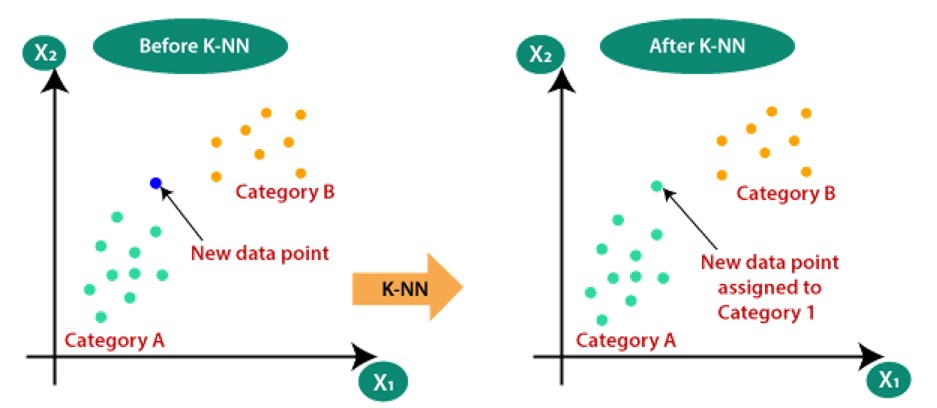 X₂
Before K-NN
Category B
New data point
Category A
X₁
K-NN
X₂
After K-NN
Category B
New data point
assigned to
Category 1
Category A
X₁